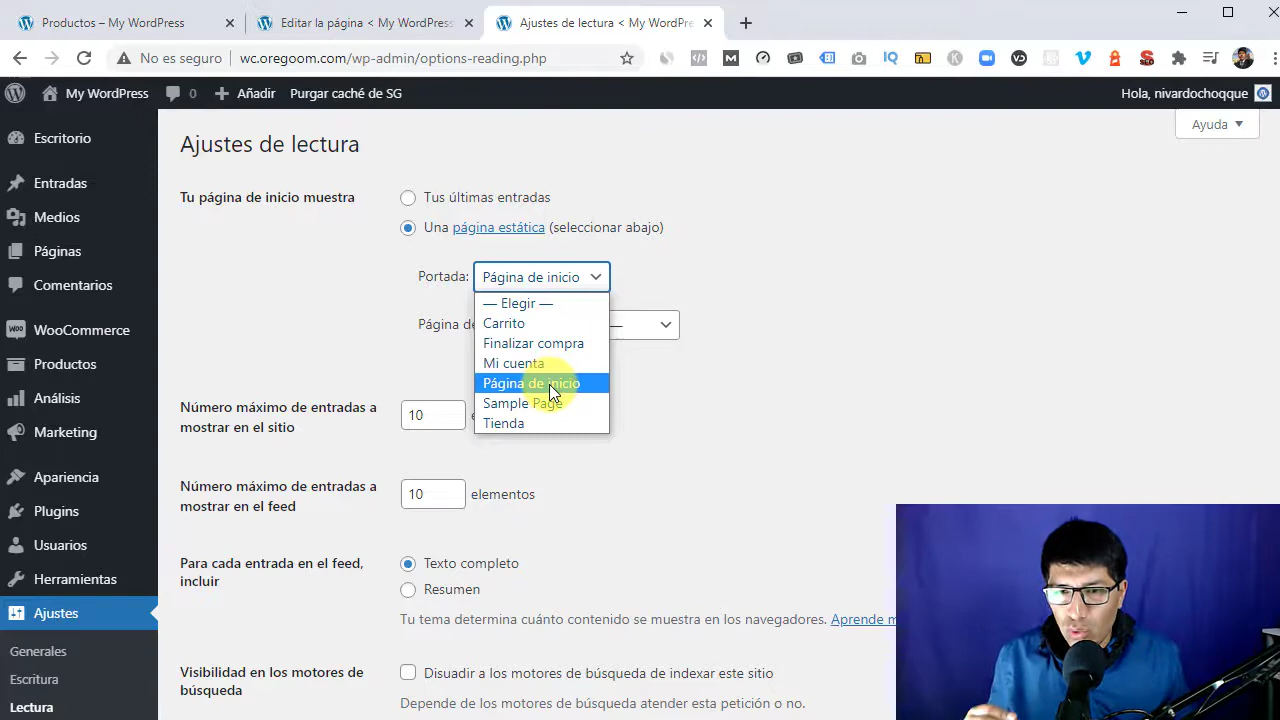 Productos – My WordPress
Editar la página < My WordPress
Ajustes de lectura < My WordPre
No es seguro
wc.oregoom.com/wp-admin/options-reading.php
My WordPress
0
Añadir
Purgar caché de SG
Hola, nivardochoqque
Escritorio
Entradas
Medios
Páginas
Comentarios
WooCommerce
Productos
Análisis
Marketing
Apariencia
Plugins
Usuarios
Herramientas
Ajustes
Generales
Escritura
Lectura
Ayuda
Ajustes de lectura
Tu página de inicio muestra
Tus últimas entradas
Una página estática (seleccionar abajo)
Portada: Página de inicio
— Elegir —
Carrito
Finalizar compra
Mi cuenta
Página de inicio
Sample Page
Tienda
Página de
—
Número máximo de entradas a
mostrar en el sitio
10
Número máximo de entradas a
mostrar en el feed
10 elementos
Para cada entrada en el feed,
incluir
Texto completo
Resumen
Tu tema determina cuánto contenido se muestra en los navegadores. Aprende
Visibilidad en los motores de
búsqueda
Disuadir a los motores de búsqueda de indexar este sitio
Depende de los motores de búsqueda atender esta petición o no.